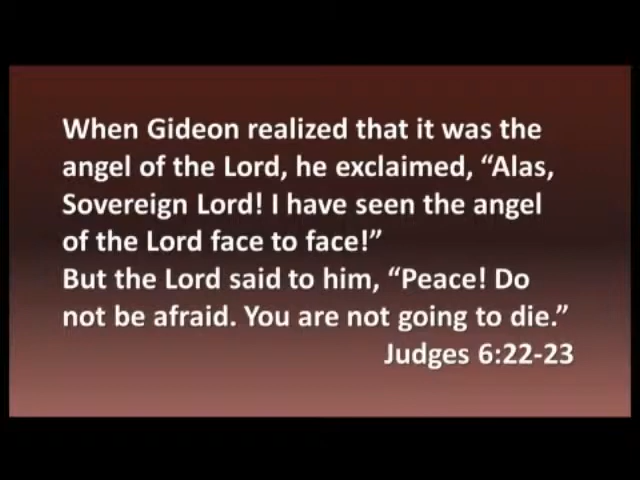 When Gideon realized that it was the
angel of the Lord, he exclaimed, “Alas,
Sovereign Lord! I have seen the angel
of the Lord face to face!”
But the Lord said to him, “Peace! Do
not be afraid. You are not going to die.”
Judges 6:22-23